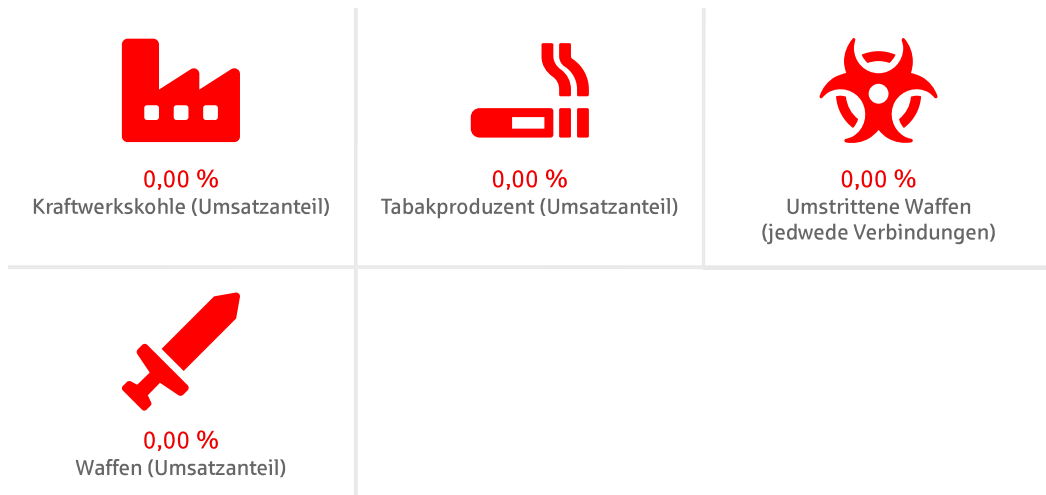 0,00 %
Kraftwerkskohle (Umsatzanteil)
0,00 %
Tabakproduzent (Umsatzanteil)
0,00 %
Umstrittene Waffen
(jedwede Verbindungen)
0,00 %
Waffen (Umsatzanteil)